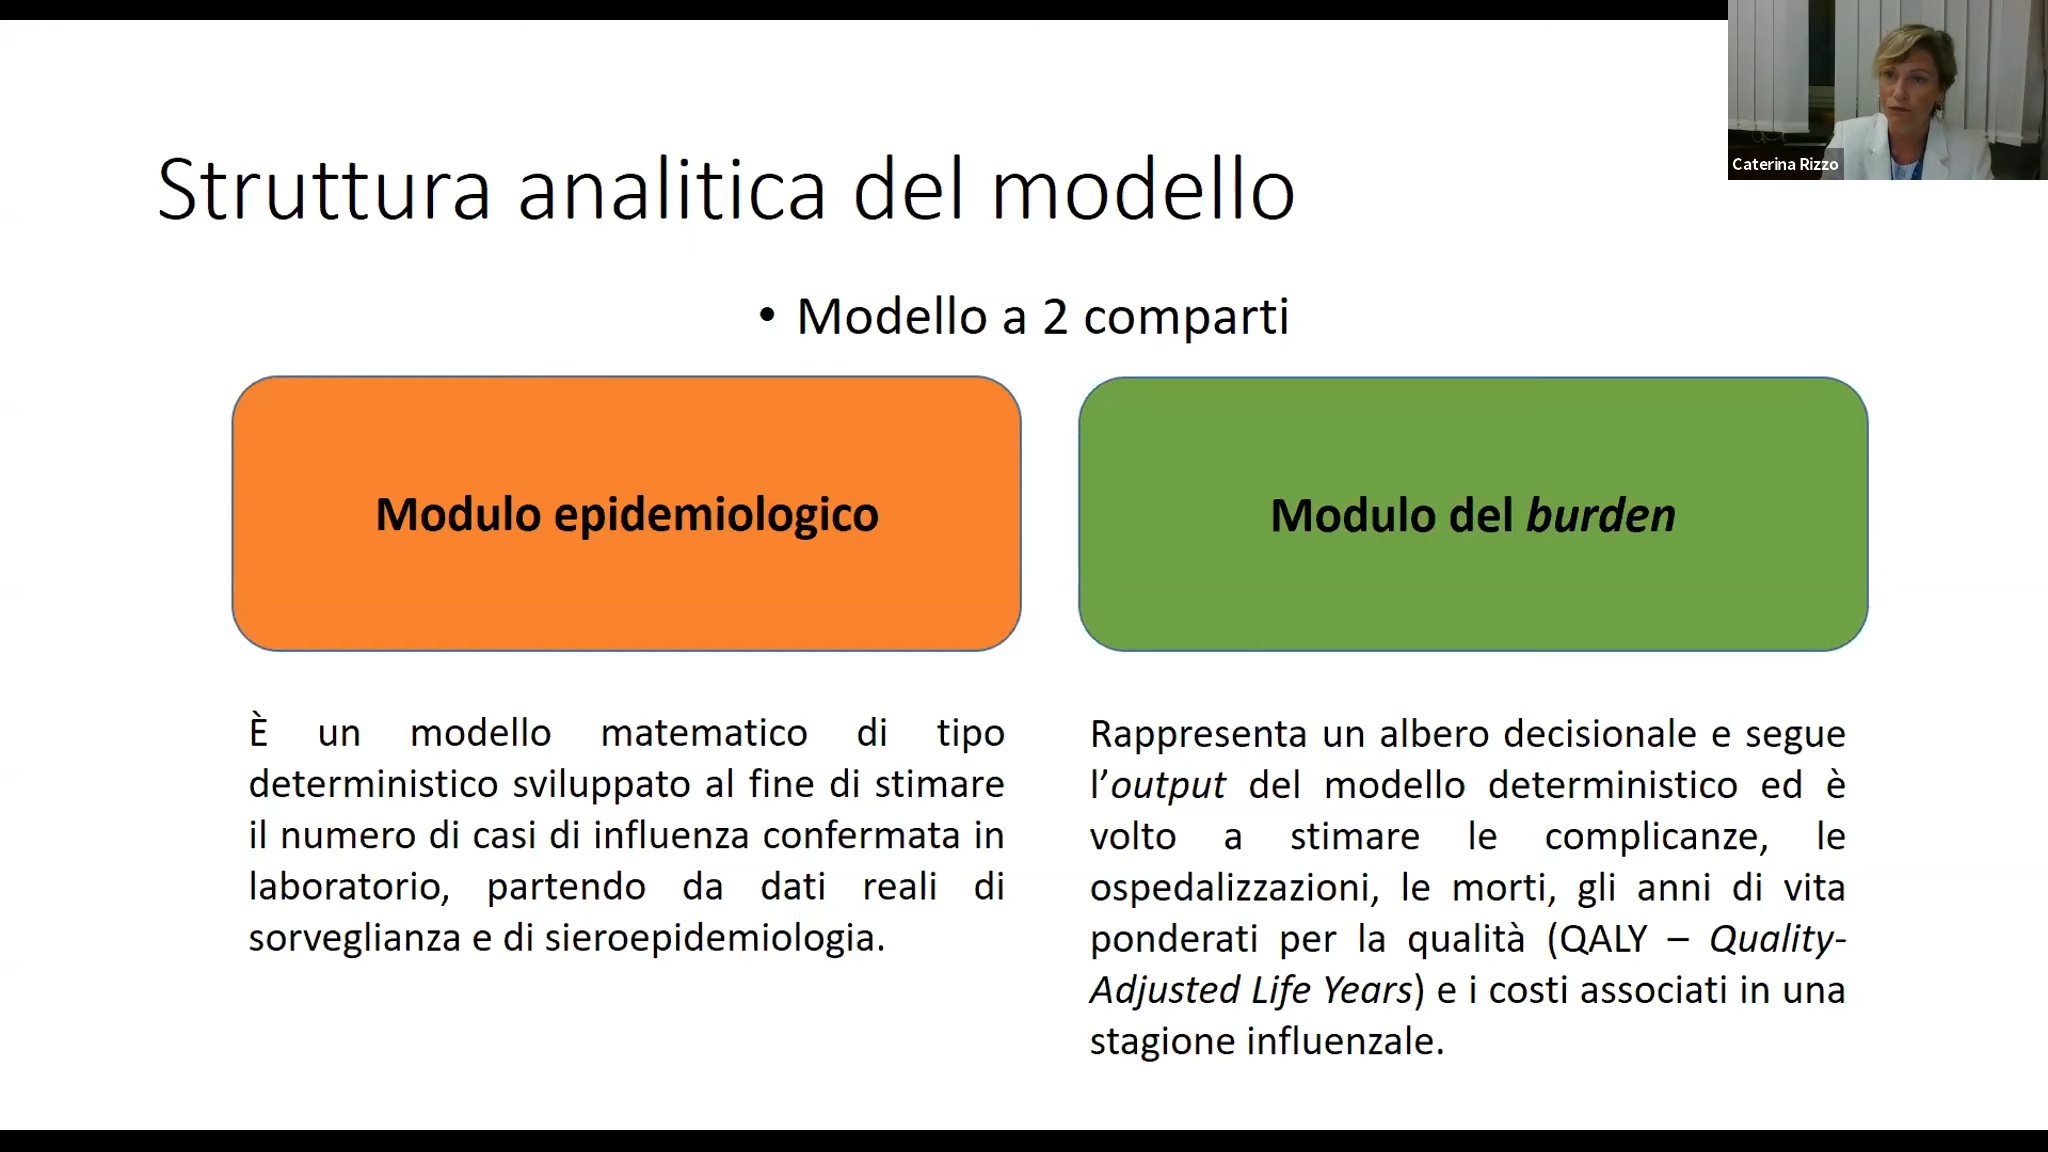 Caterina Rizzo
Struttura analitica del modello
• Modello a 2 comparti
Modulo epidemiologico
È un modello matematico di tipo
deterministico sviluppato al fine di stimare
il numero di casi di influenza confermata in
laboratorio, partendo da dati reali di
sorveglianza e di sieroepidemiologia.
Modulo del burden
Rappresenta un albero decisionale e segue
l’output del modello deterministico ed è
volto a stimare le complicanze, le
ospedalizzazioni, le morti, gli anni di vita
ponderati per la qualità (QALY – Quality-
Adjusted Life Years) e i costi associati in una
stagione influenzale.